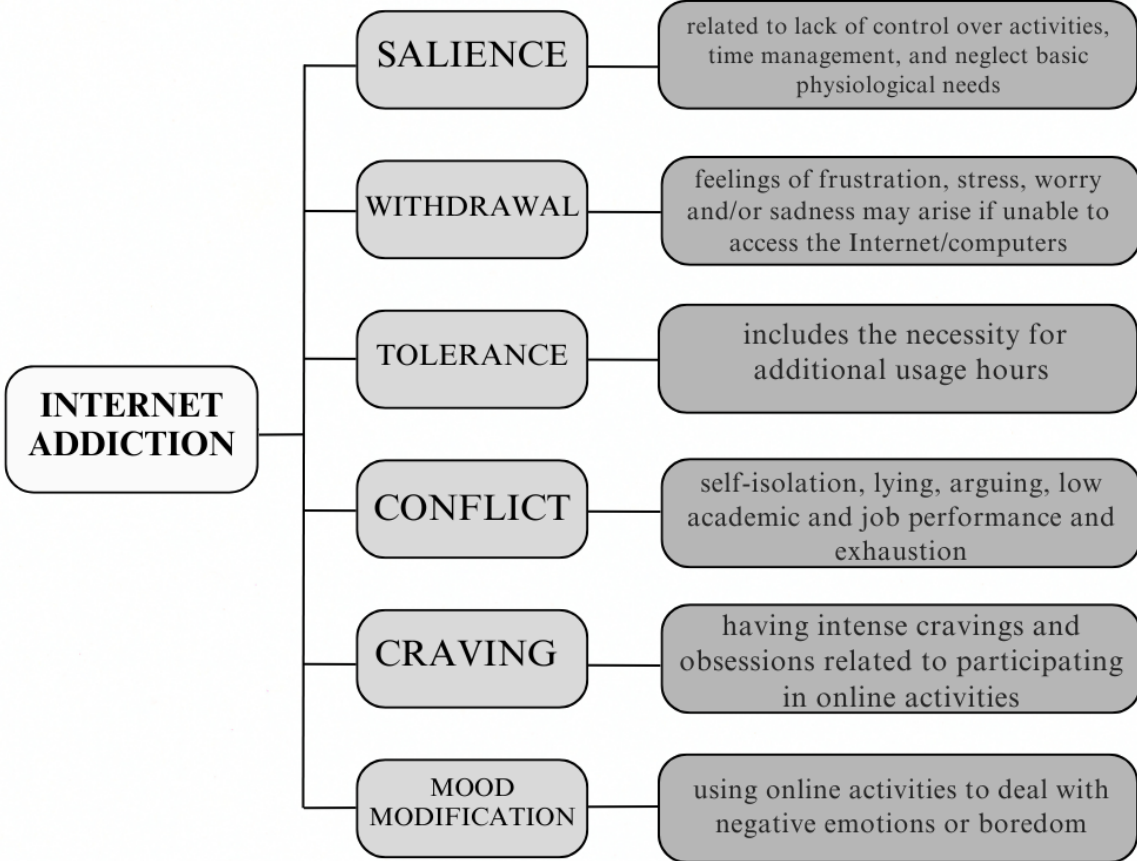 SALIENCE
related to lack of control over activities,
time management, and neglect basic
physiological needs
WITHDRAWAL
feelings of frustration, stress, worry
and/or sadness may arise if unable to
access the Internet/computers
TOLERANCE
includes the necessity for
additional usage hours
INTERNET
ADDICTION
CONFLICT
self-isolation, lying, arguing, low
academic and job performance and
exhaustion
CRAVING
having intense cravings and
obsessions related to participating
in online activities
MOOD
MODIFICATION
using online activities to deal with
negative emotions or boredom